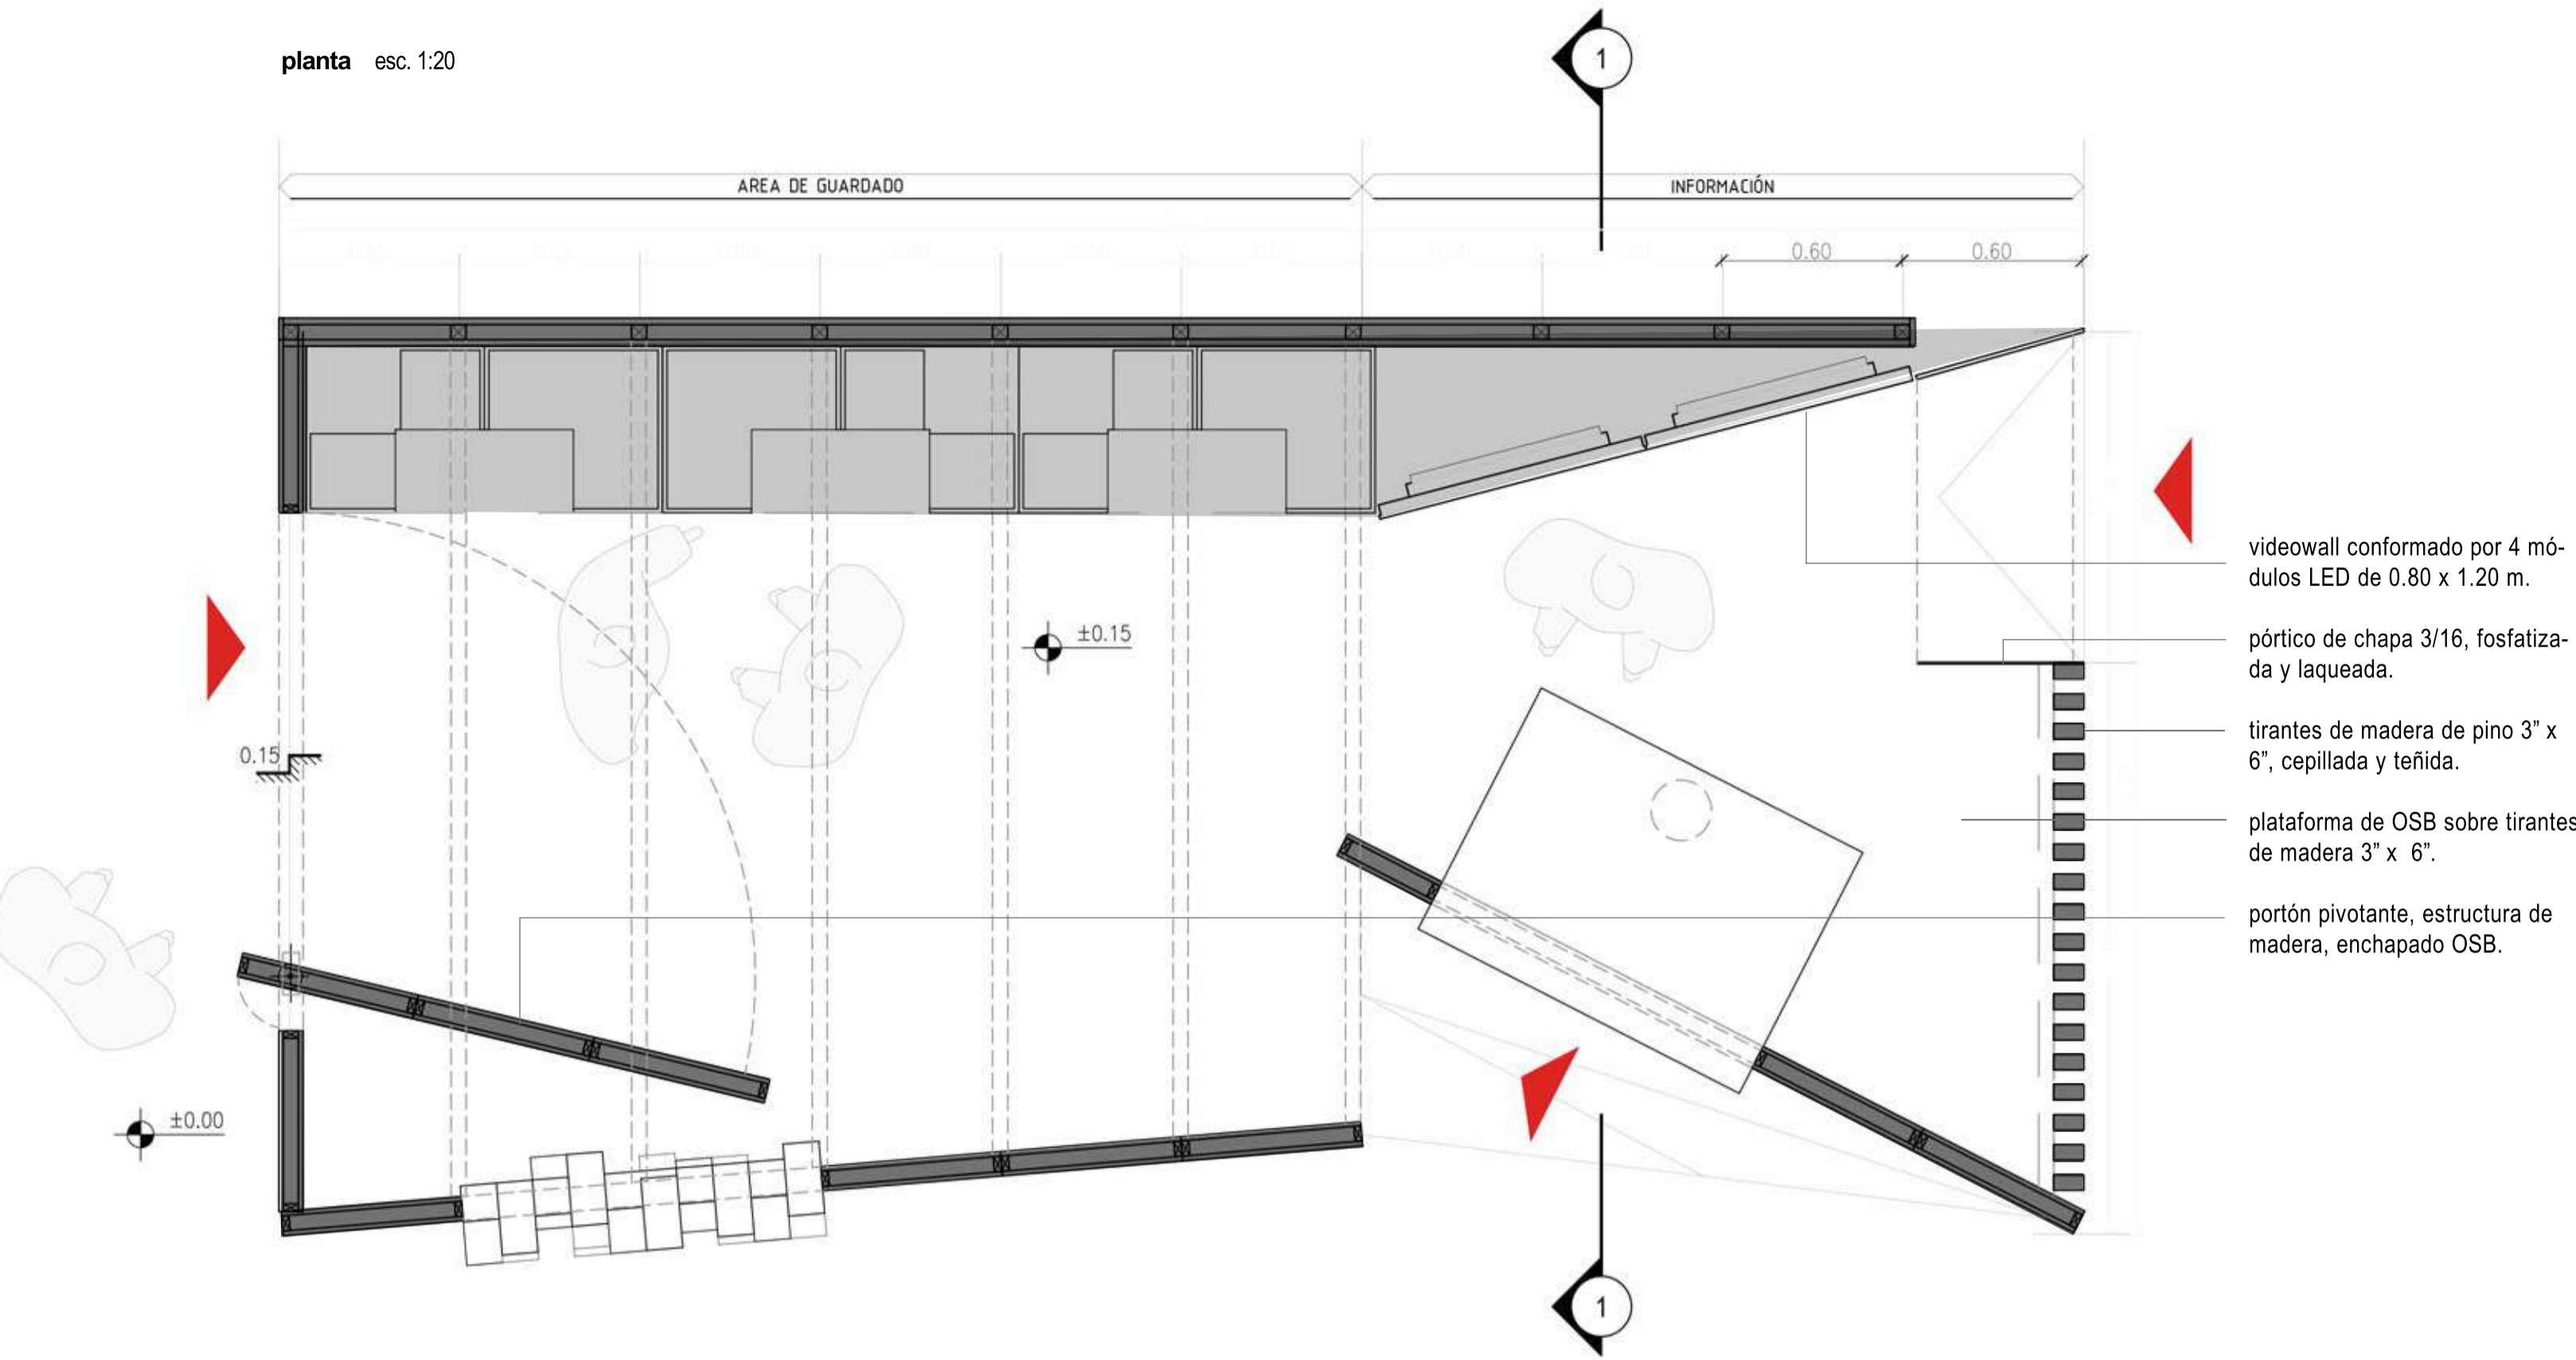 planta esc. 1:20
1
AREA DE GUARDADO
INFORMACIÓN
0.60
0.60
videowall conformado por 4 mó-
dulos LED de 0.80 x 1.20 m.
±0.15
pórtico de chapa 3/16, fosfatiza-
da y laqueada.
tirantes de madera de pino 3” x
6”, cepillada y teñida.
0.15
plataforma de OSB sobre tirantes
de madera 3” x 6”.
portón pivotante, estructura de
madera, enchapado OSB.
±0.00
1